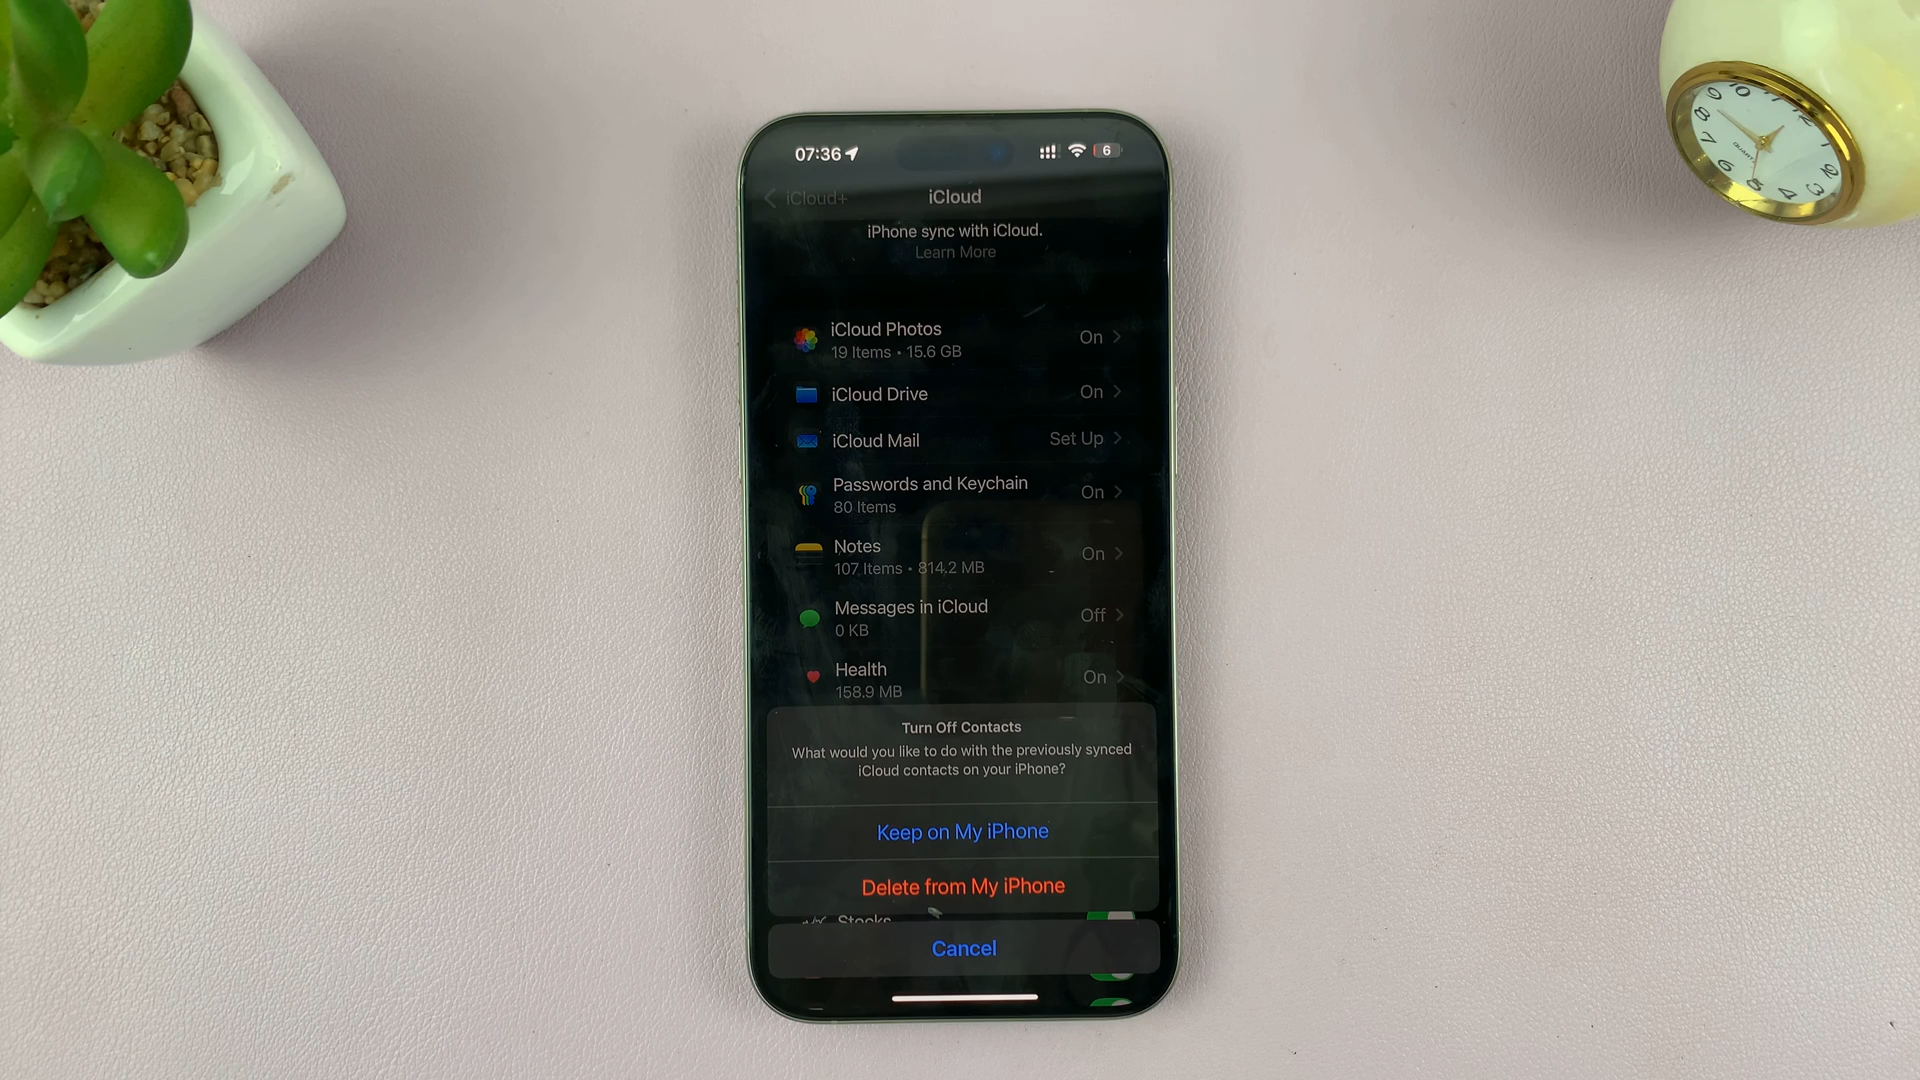 07:36
6
iCloud+
iCloud
iPhone sync with iCloud.
Learn More
iCloud Photos
19 Items • 15.6 GB
On
iCloud Drive
On
iCloud Mail
Set Up
Passwords and Keychain
80 Items
On
Notes
107 Items • 814.2 MB
On
Messages in iCloud
0 KB
Off
Health
158.9 MB
On
Turn Off Contacts
What would you like to do with the previously synced
iCloud contacts on your iPhone?
Keep on My iPhone
Delete from My iPhone
Stocks
Cancel
QUARTZ